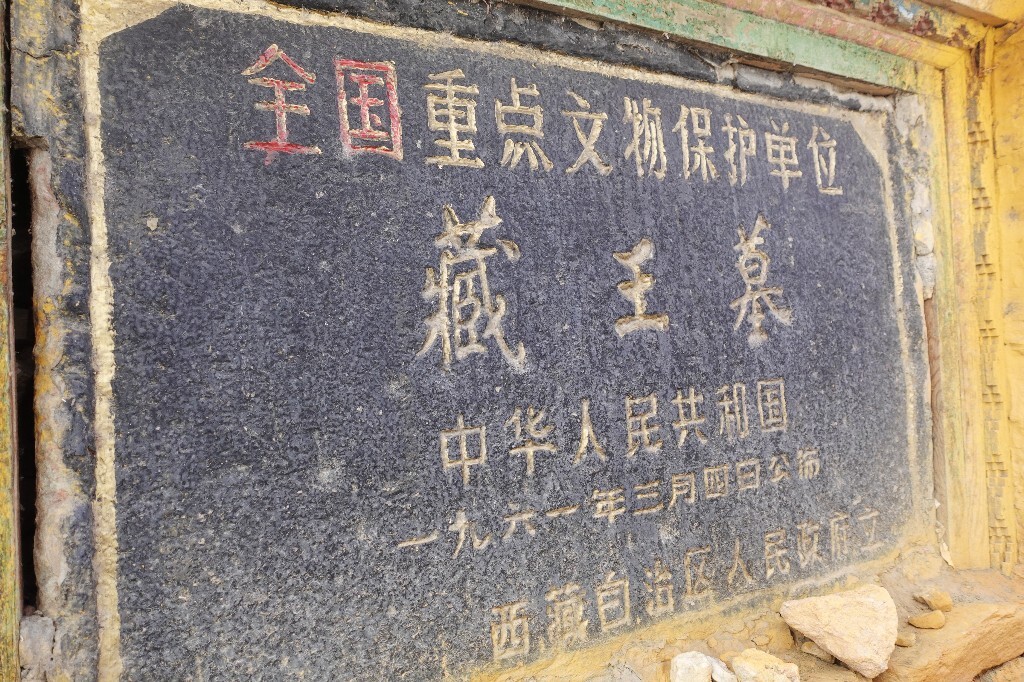 全国重点文物保护单位
藏王墓
中华人民共和国
一九六一年三月四日公布
西藏自治区人民政府立